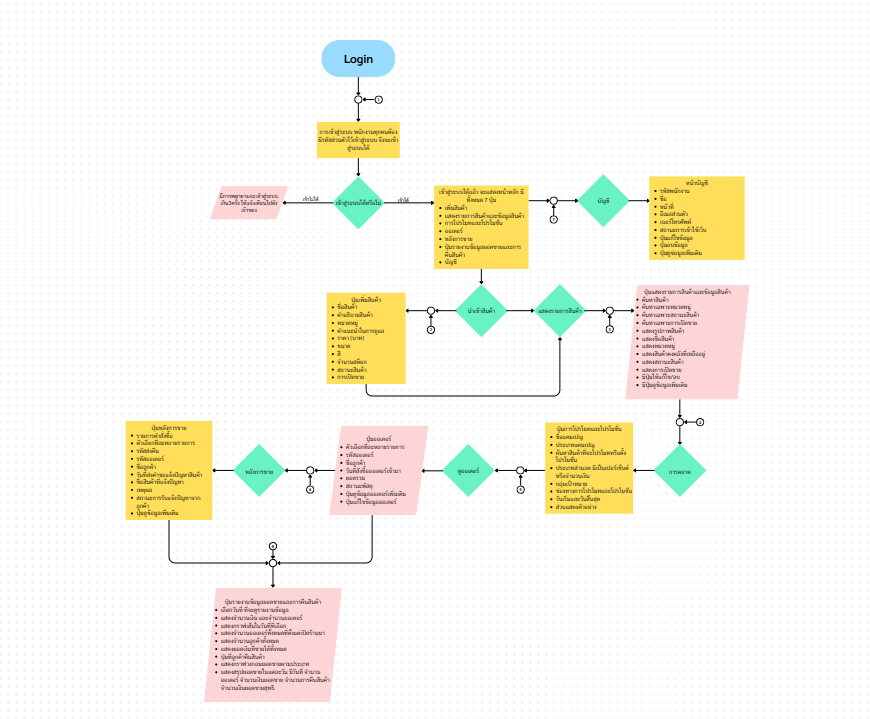 Login
1
การเข้าสู่ระบบ พนักงานทุกคนต้อง
มีรหัสส่วนตัวไว้เข้าสู่ระบบ จึงจะเข้า
สู่ระบบได้
เข้าสู่ระบบได้หรือไม่
เข้าไม่ได้
เข้าได้
เข้าสู่ระบบได้แล้ว จะแสดงหน้าหลัก มี
ทั้งหมด 7 ปุ่ม
เพิ่มสินค้า
แสดงรายการสินค้าและข้อมูลสินค้า
การโปรโมทและโปรโมชั่น
ออเดอร์
หลังการขาย
ปุ่มรายงานข้อมูลยอดขายและการ
คืนสินค้า
บัญชี
7
บัญชี
หน้าบัญชี
รหัสพนักงาน
ชื่อ
หน้าที่
อีเมลส่วนตัว
เบอร์โทรศัพท์
สถานะการเข้าใช้เว็บ
ปุ่มแก้ไขข้อมูล
ปุ่มลบข้อมูล
ปุ่มดูข้อมูลเพิ่มเติม
ปุ่มเพิ่มสินค้า
ชื่อสินค้า
คำอธิบายสินค้า
หมวดหมู่
คำแนะนำในการดูแล
ราคา (บาท)
ขนาด
สี
จำนวนสต็อก
สถานะสินค้า
การเปิดขาย
2
นำเข้าสินค้า
แสดงรายการสินค้า
3
ปุ่มแสดงรายการสินค้าและข้อมูลสินค้า
ค้นหาสินค้า
ค้นหาเฉพาะหมวดหมู่
ค้นหาเฉพาะสถานะสินค้า
ค้นหาเฉพาะการเปิดขาย
แสดงรูปภาพสินค้า
แสดงชื่อสินค้า
แสดงหมวดหมู่
แสดงสินค้าคงคลังที่เหลืออยู่
แสดงสถานะสินค้า
แสดงการเปิดขาย
มีปุ่มให้แก้ไข/ลบ
มีปุ่มดูข้อมูลเพิ่มเติม
4
การตลาด
ปุ่มการโปรโมทและโปรโมชั่น
ชื่อแคมเปญ
ประเภทแคมเปญ
ค้นหาสินค้าที่จะโปรโมทหรือตั้ง
โปรโมชั่น
ประเภทส่วนลด มีเป็นเปอร์เซ็นต์
หรือจำนวนเงิน
กลุ่มเป้าหมาย
ช่องทางการโปรโมทและโปรโมชั่น
วันเริ่มและวันสิ้นสุด
ส่วนแสดงตัวอย่าง
5
ดูออเดอร์
ปุ่มออเดอร์
ตัวเลือกที่จะหลายรายการ
รหัสออเดอร์
ชื่อลูกค้า
วันที่สั่งซื้อออเดอร์เข้ามา
ยอดรวม
สถานะพัสดุ
ปุ่มดูข้อมูลออเดอร์เพิ่มเติม
ปุ่มแก้ไขข้อมูลออเดอร์
หลังการขาย
ปุ่มหลังการขาย
รายการคำสั่งซื้อ
ตัวเลือกที่จะหลายรายการ
รหัสส่งคืน
รหัสออเดอร์
ชื่อลูกค้า
วันที่ส่งคำขอแจ้งปัญหาสินค้า
ชื่อสินค้าที่แจ้งปัญหา
เหตุผล
สถานะการรับแจ้งปัญหาจาก
ลูกค้า
ปุ่มดูข้อมูลเพิ่มเติม
ปุ่มรายงานข้อมูลยอดขายและการคืนสินค้า
เลือกวันที่ ที่จะดูรายงานข้อมูล
แสดงจำนวนเงิน และจำนวนออเดอร์
แสดงกราฟเส้นในวันที่ที่เลือก
แสดงจำนวนออเดอร์ทั้งหมดที่ตั้งแต่เปิดร้านมา
แสดงจำนวนลูกค้าทั้งหมด
แสดงยอดเงินที่ขายได้ทั้งหมด
ปุ่มที่ลูกค้าคืนสินค้า
แสดงกราฟวงกลมยอดขายตามประเภท
แสดงสรุปยอดขายในแต่ละวัน มีวันที่ จำนวน
ออเดอร์ จำนวนเงินยอดขาย จำนวนการคืนสินค้า
จำนวนเงินยอดขายสุทธิ